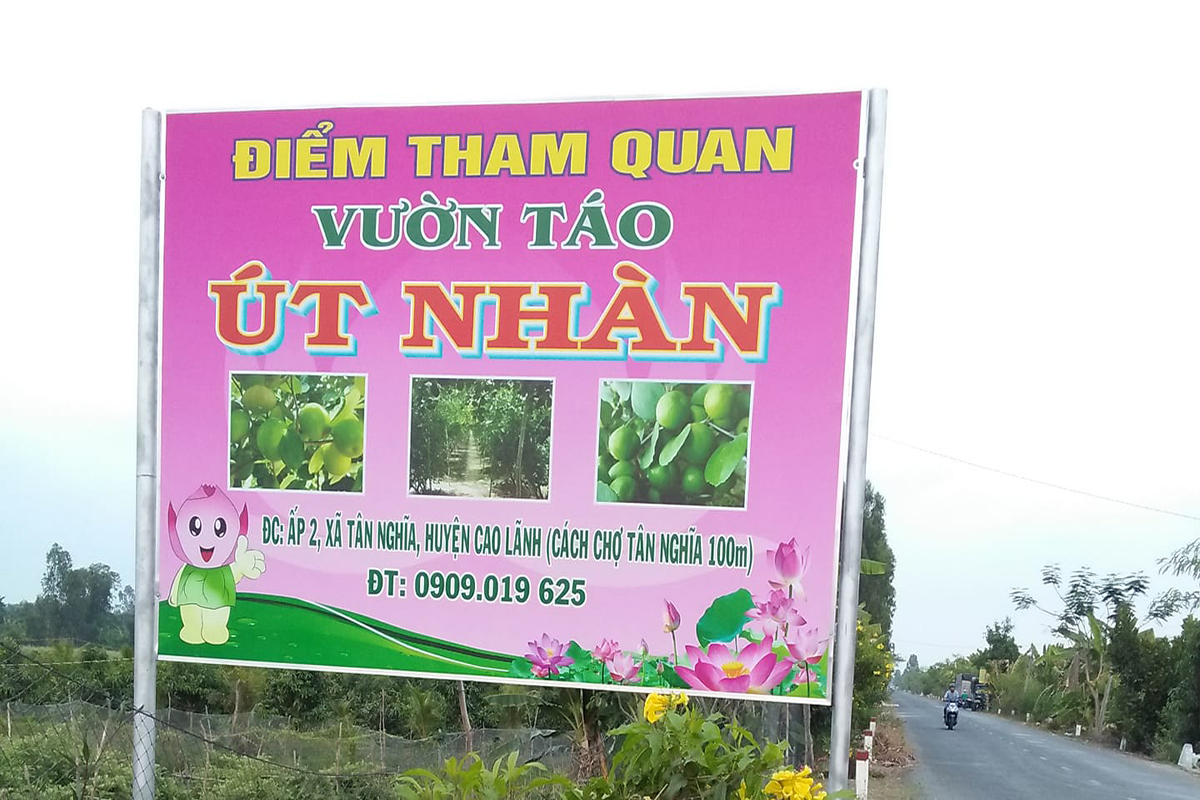 ĐIỂM THAM QUAN
VƯỜN TÁO
ÚT NHÀN
ĐC: ẤP 2, XÃ TÂN NGHĨA, HUYỆN CAO LÃNH (CÁCH CHỢ TÂN NGHĨA 100m)
ĐT: 0909.019 625